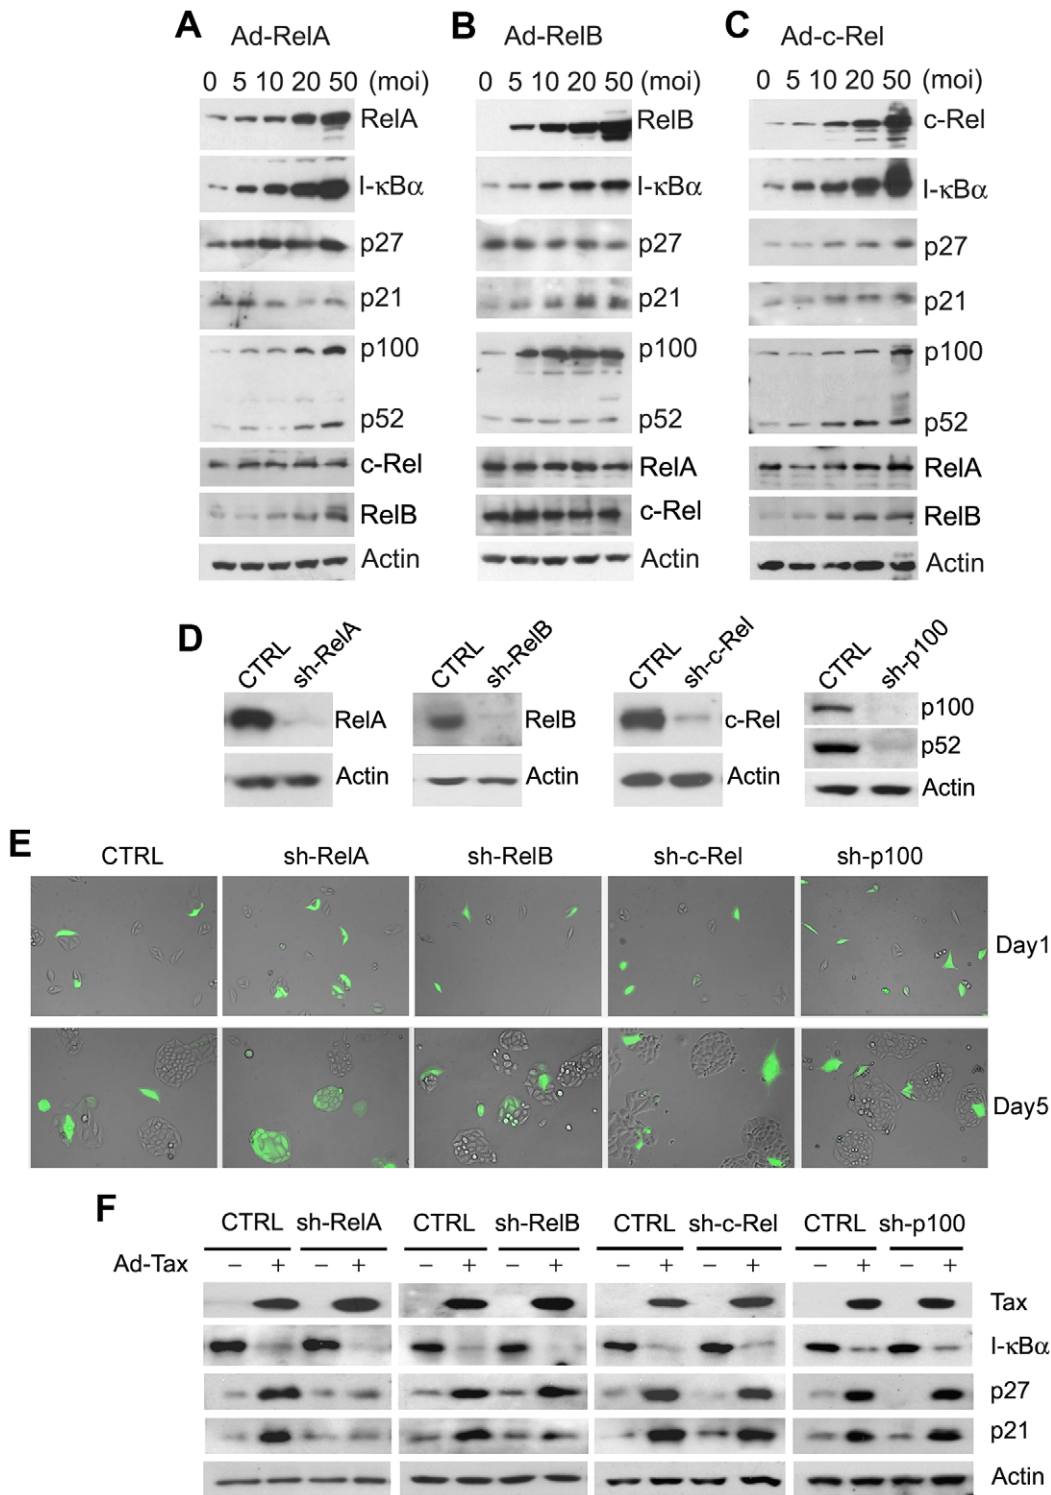 A
Ad-RelA
0 5 10 20 50 (moi)
RelA
I-κBα
p27
p21
p100
p52
c-Rel
RelB
Actin
B
Ad-RelB
0 5 10 20 50 (moi)
RelB
I-κBα
p27
p21
p100
p52
RelA
c-Rel
Actin
C
Ad-c-Rel
0 5 10 20 50 (moi)
c-Rel
I-κBα
p27
p21
p100
p52
RelA
RelB
Actin
D
CTRL sh-RelA
RelA
Actin
CTRL sh-RelB
RelB
Actin
CTRL sh-c-Rel
c-Rel
Actin
CTRL sh-p100
p100
p52
Actin
E
CTRL sh-RelA sh-RelB sh-c-Rel sh-p100
Day1
Day5
F
CTRL sh-RelA CTRL sh-RelB CTRL sh-c-Rel CTRL sh-p100
Ad-Tax − + − + − + − + − + − + − + − +
Tax
I-κBα
p27
p21
Actin